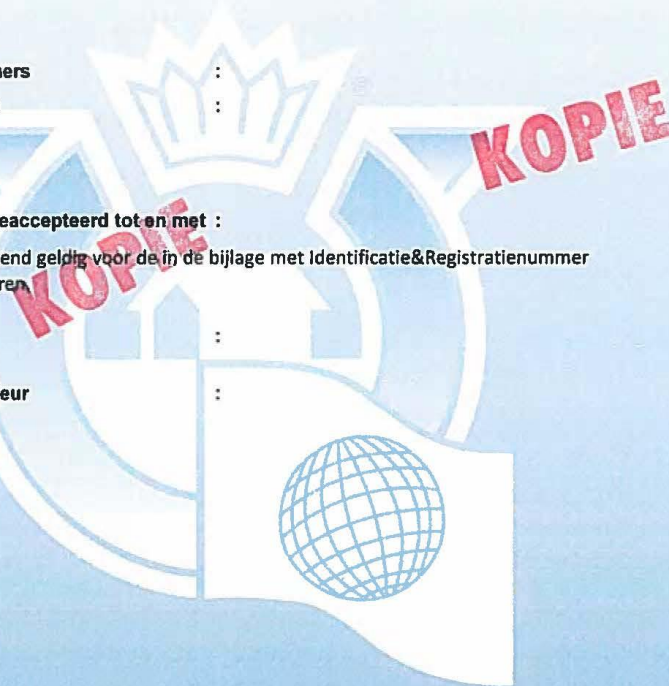 ners :
:
KOPIE
eaccepteerd tot en met :
end geldig voor de in de bijlage met Identificatie&Registratienummer
ren.
KOPIE
:
eur :